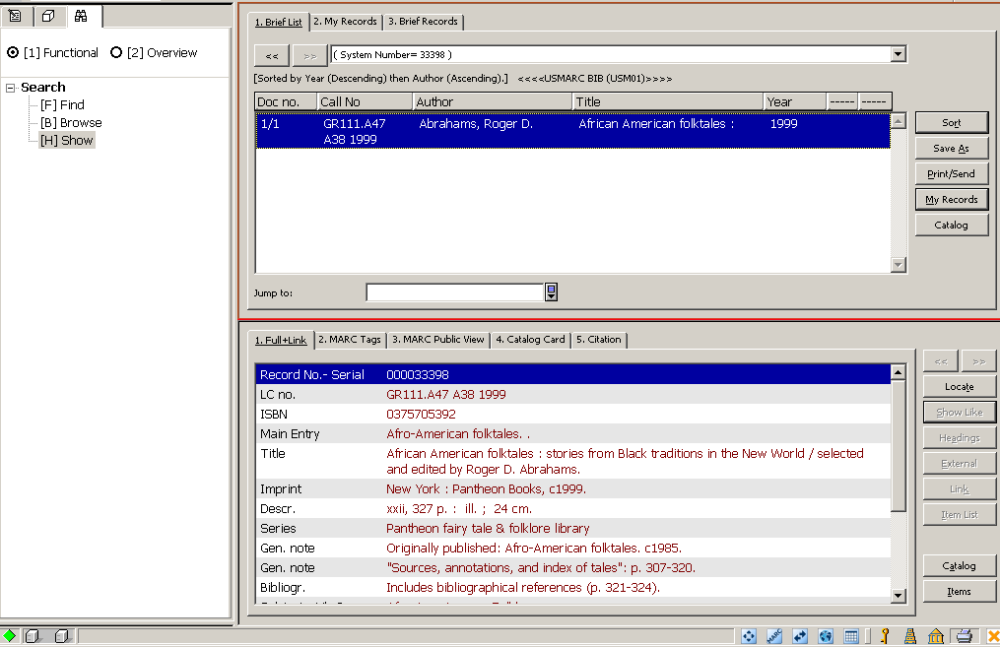 [1] Functional [2] Overview
Search
[F] Find
[B] Browse
[H] Show
1. Brief List 2. My Records 3. Brief Records
<< >> ( System Number= 33398 )
[Sorted by Year (Descending) then Author (Ascending).] <<<<USMARC BIB (USM01)>>>>
Doc no. Call No Author Title Year ----- -----
1/1 GR111.A47 Abrahams, Roger D. African American folktales : 1999
A38 1999
Sort
Save As
Print/Send
My Records
Catalog
Jump to:
1. Full+Link 2. MARC Tags 3. MARC Public View 4. Catalog Card 5. Citation
<< >>
Record No.- Serial 000033398
LC no. GR111.A47 A38 1999
ISBN 0375705392
Main Entry Afro-American folktales. .
Title African American folktales : stories from Black traditions in the New World / selected
and edited by Roger D. Abrahams.
Imprint New York : Pantheon Books, c1999.
Descr. xxii, 327 p. : ill. ; 24 cm.
Series Pantheon fairy tale & folklore library
Gen. note Originally published: Afro-American folktales. c1985.
Gen. note "Sources, annotations, and index of tales": p. 307-320.
Bibliogr. Includes bibliographical references (p. 321-324).
Locate
Show Like
Headings
External
Link
Item List
Catalog
Items
MARC